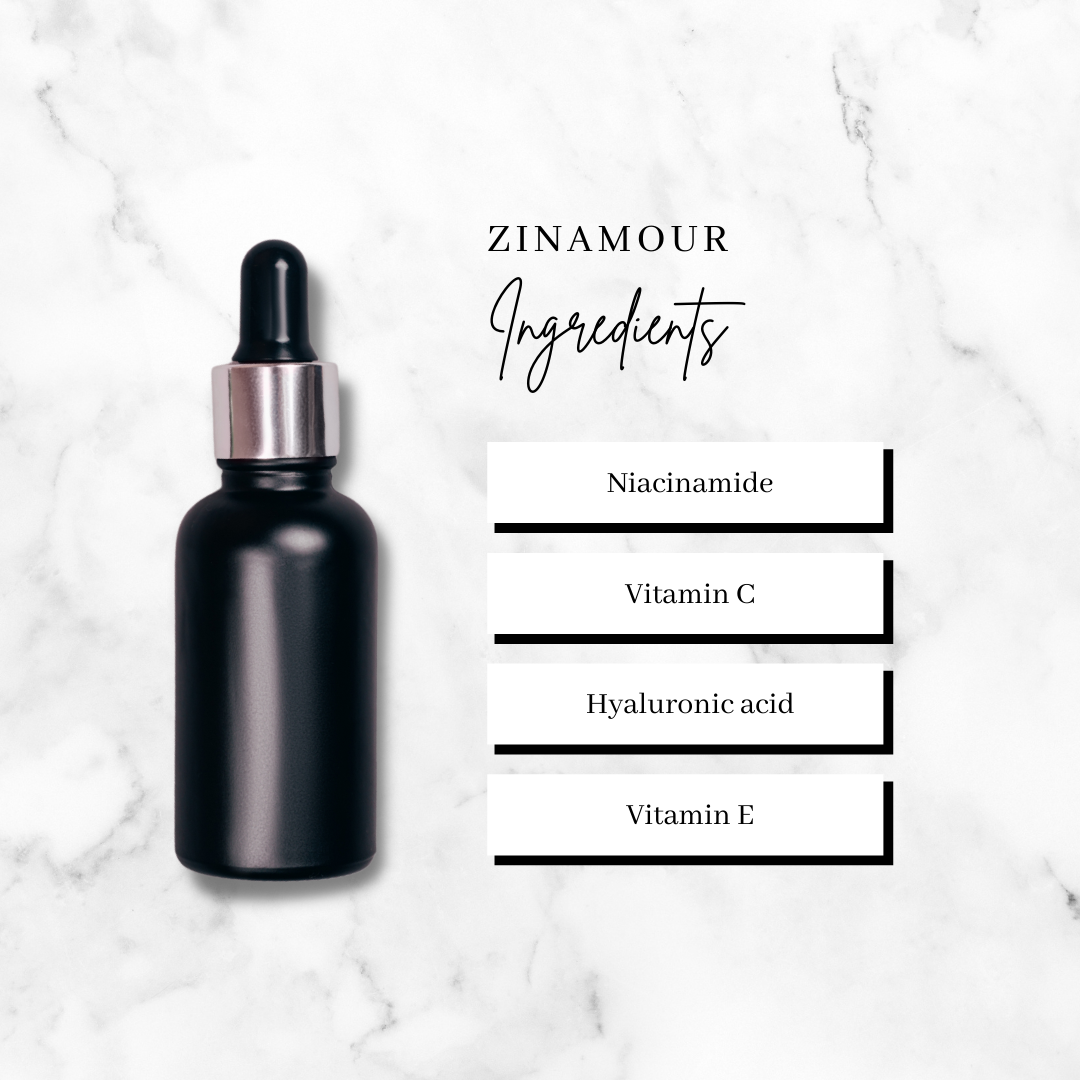 ZINAMOUR
Ingredients
Niacinamide
Vitamin C
Hyaluronic acid
Vitamin E